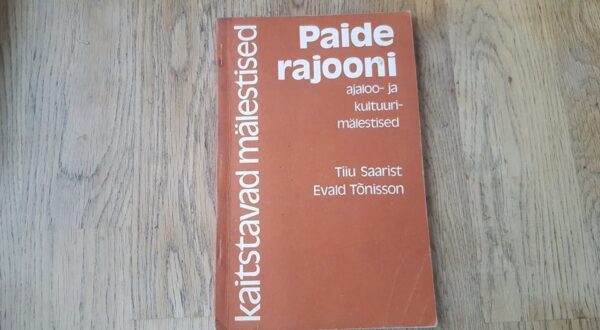 kaitstavad mälestised
Paide
rajooni
ajaloo- ja
kultuuri-
mälestised
Tiiu Saarist
Evald Tõnisson